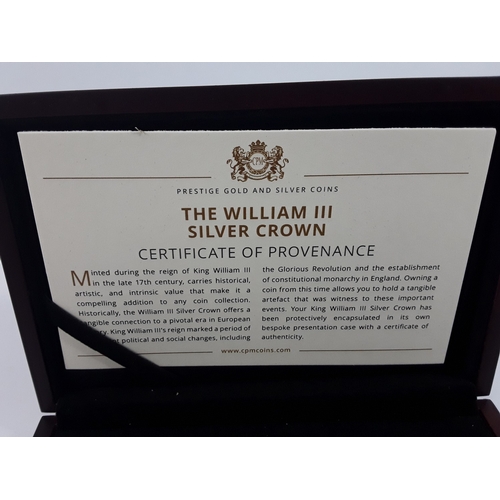 CPM
PRESTIGE GOLD AND SILVER COINS
THE WILLIAM III
SILVER CROWN
CERTIFICATE OF PROVENANCE
Minted during the reign of King William III
in the late 17th century, carries historical,
artistic, and intrinsic value that make it a
compelling addition to any coin collection.
Historically, the William III Silver Crown offers a
tangible connection to a pivotal era in European
King William III's reign marked a period of
political and social changes, including
the Glorious Revolution and the establishment
of constitutional monarchy in England. Owning a
coin from this time allows you to hold a tangible
artefact that was witness to these important
events. Your King William III Silver Crown has
been protectively encapsulated in its own
bespoke presentation case with a certificate of
authenticity.
www.cpmcoins.com